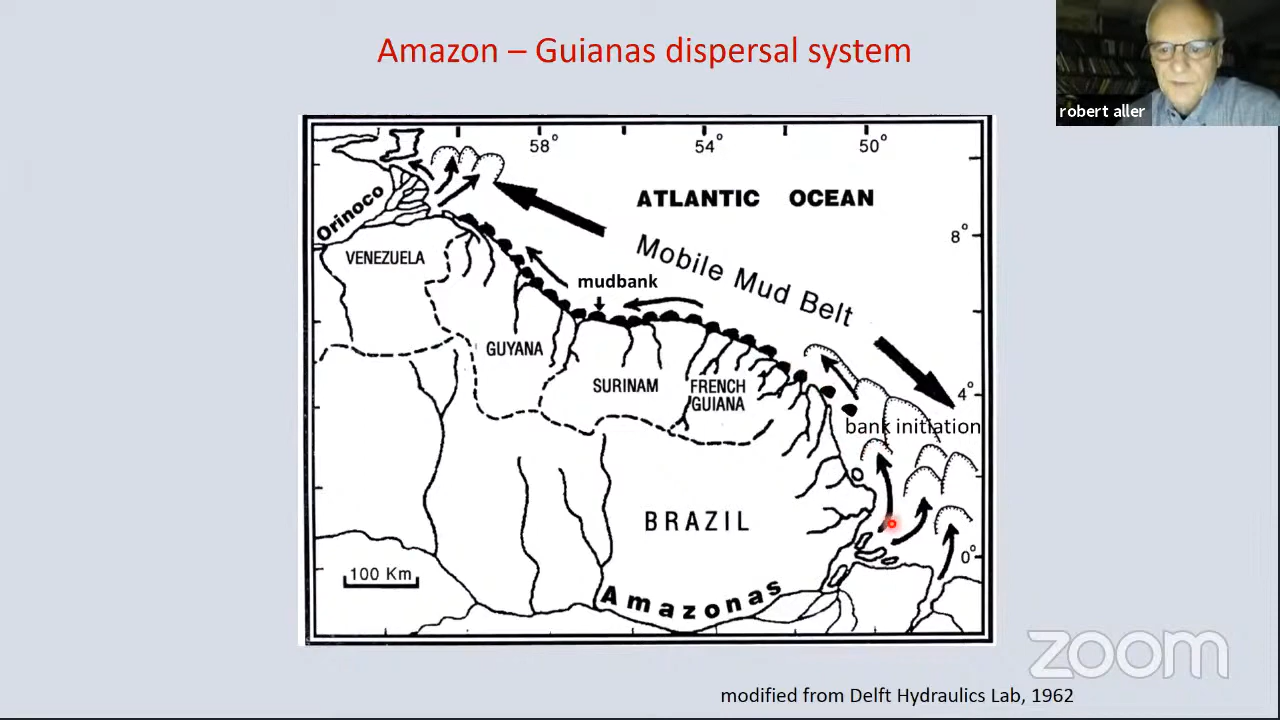 Amazon – Guianas dispersal system
robert aller
58°
54°
50°
Orinoco
ATLANTIC OCEAN
8°
VENEZUELA
Mobile Mud Belt
mudbank
GUYANA
SURINAM
FRENCH
GUIANA
4°
bank initiation
BRAZIL
0°
100 Km
Amazonas
zoom
modified from Delft Hydraulics Lab, 1962